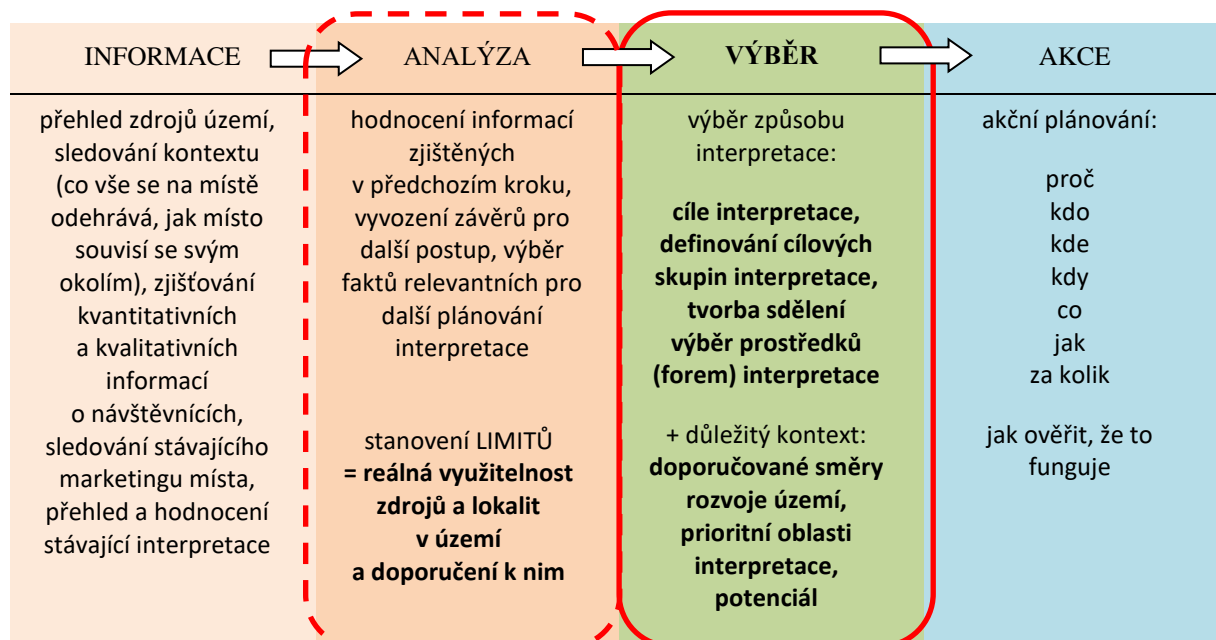 INFORMACE
ANALÝZA
VÝBĚR
AKCE
přehled zdrojů území,
sledování kontextu
(co vše se na místě
odehrává, jak místo
souvisí se svým
okolím), zjišťování
kvantitativních
a kvalitativních
informací
o návštěvnících,
sledování stávajícího
marketingu místa,
přehled a hodnocení
stávající interpretace
hodnocení informací
zjištěných
v předchozím kroku,
vyvození závěrů pro
další postup, výběr
faktů relevantních pro
další plánování
interpretace
stanovení LIMITŮ
= reálná využitelnost
zdrojů a lokalit
v území
a doporučení k nim
výběr způsobu
interpretace:
cíle interpretace,
definování cílových
skupin interpretace,
tvorba sdělení
výběr prostředků
(forem) interpretace
+ důležitý kontext:
doporučované směry
rozvoje území,
prioritní oblasti
interpretace,
potenciál
akční plánování:
proč
kdo
kde
kdy
co
jak
za kolik
jak ověřit, že to
funguje